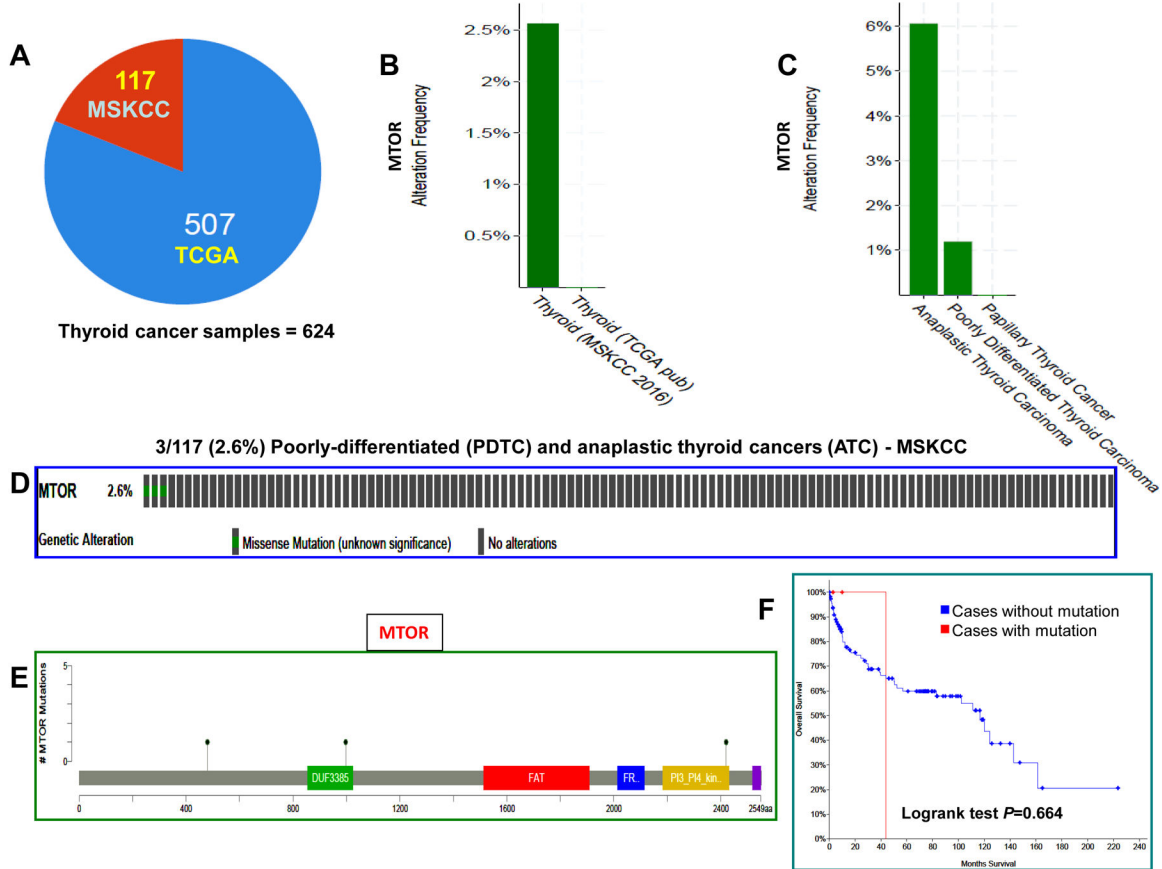 A
117
MSKCC
507
TCGA
Thyroid cancer samples = 624
B
MTOR
Alteration Frequency
2.5%
2%
1.5%
1%
0.5%
Thyroid (MSKCC 2016)
Thyroid (TCGA pub)
C
MTOR
Alteration Frequency
6%
5%
4%
3%
2%
1%
Anaplastic Thyroid Carcinoma
Poorly Differentiated Thyroid Carcinoma
Papillary Thyroid Cancer
3/117 (2.6%) Poorly-differentiated (PDTC) and anaplastic thyroid cancers (ATC) - MSKCC
D
MTOR 2.6%
Genetic Alteration Missense Mutation (unknown significance) No alterations
MTOR
E
# MTOR Mutations
5
0
DUF3385 FAT FR.. PI3_PI4_kin..
0 400 800 1200 1600 2000 2549aa
F
Overall Survival
100%
90%
80%
70%
60%
50%
40%
30%
20%
10%
0%
Cases without mutation
Cases with mutation
Logrank test P=0.664
0 20 40 60 80 100 120 140 160 180 200 220 240
Months Survival